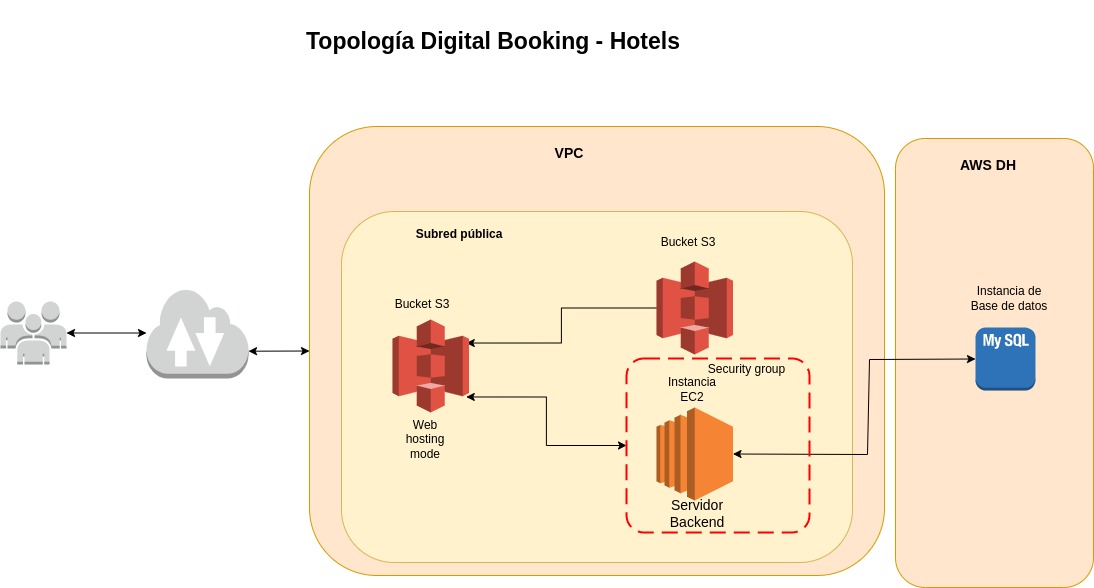 Topología Digital Booking - Hotels
VPC
AWS DH
Subred pública
Bucket S3
Bucket S3
Web
hosting
mode
Security group
Instancia
EC2
Servidor
Backend
Instancia de
Base de datos
My SQL